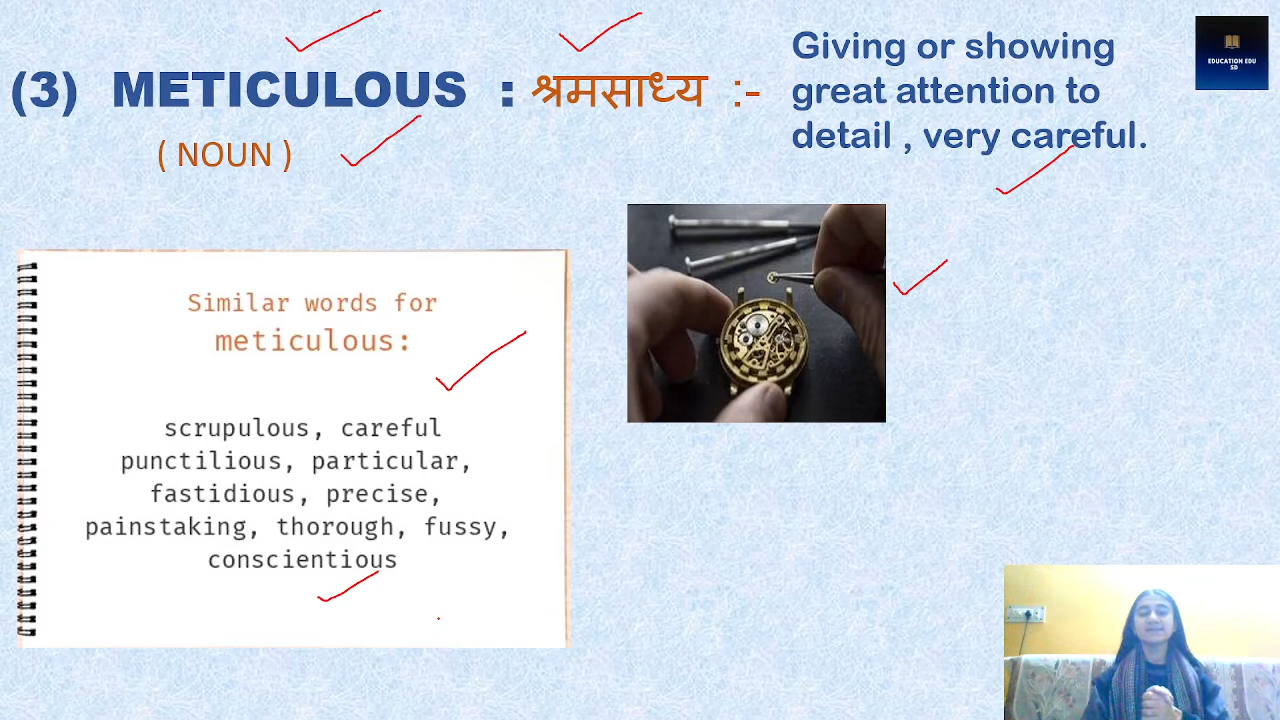 (3) METICULOUS : श्रमसाध्य :-
( NOUN )
Giving or showing
great attention to
detail , very careful.
EDUCATION EDU
SD
Similar words for
meticulous:
scrupulous, careful
punctilious, particular,
fastidious, precise,
painstaking, thorough, fussy,
conscientious